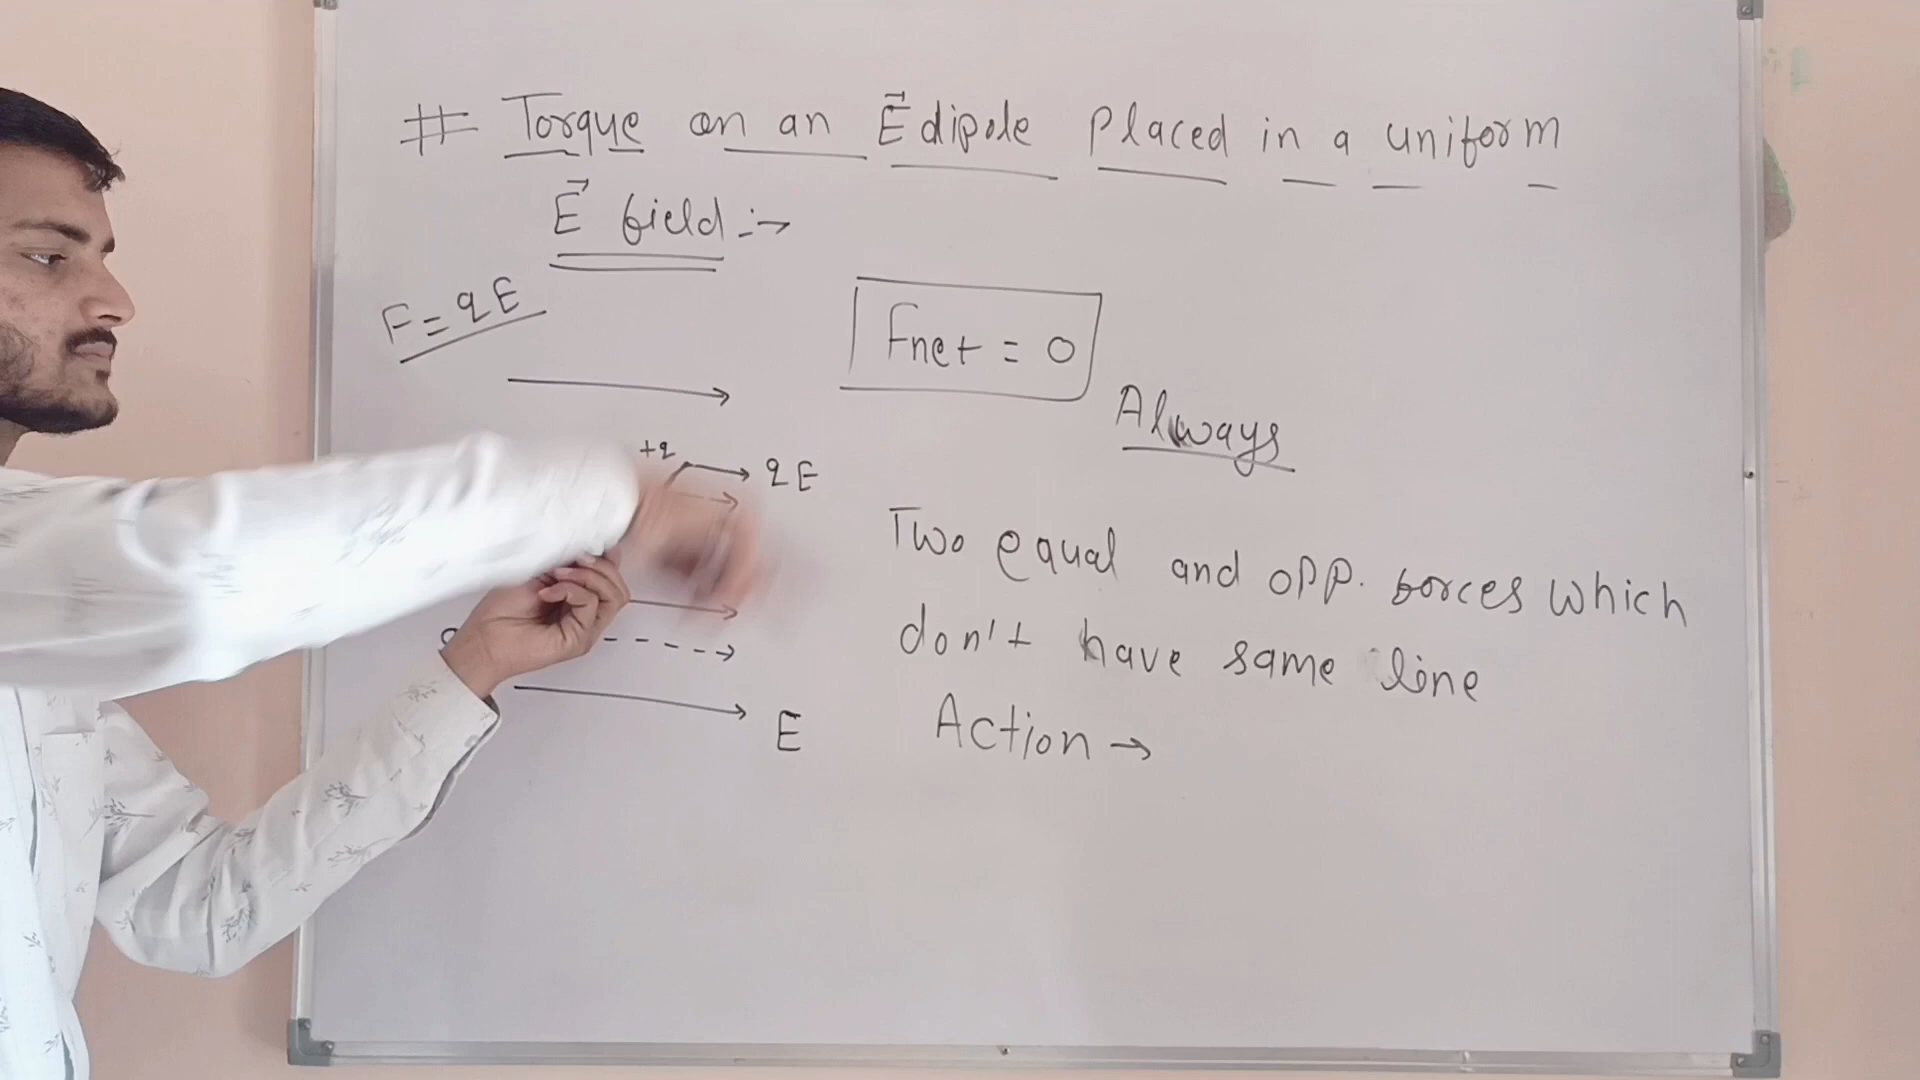 # Torque on an E⃗ dipole placed in a uniform
E⃗ field :→
F = qE
Fnet = 0
Always
+q
qE
Two equal and opp. forces which
don't have same line
Action →
E